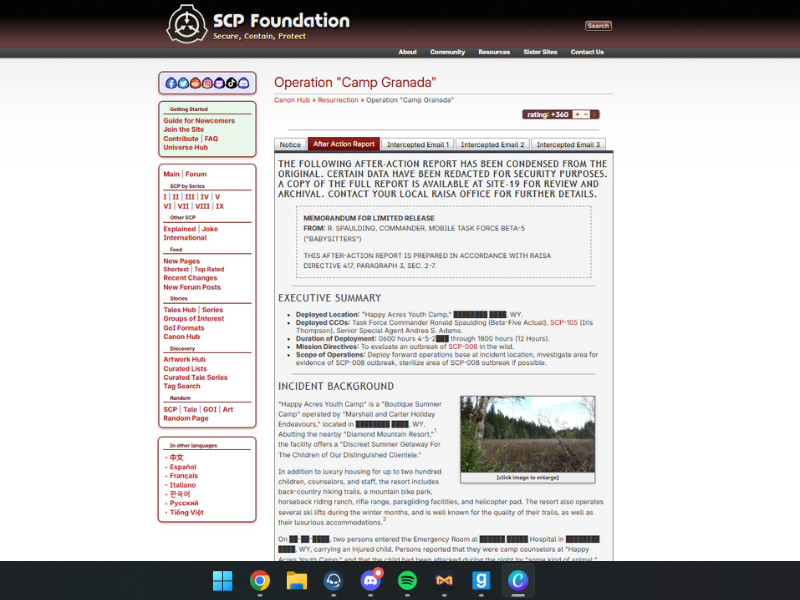 SCP Foundation
Secure, Contain, Protect
Search
About Community Resources Sister Sites Contact Us
Operation "Camp Granada"
Canon Hub » Resurrection » Operation "Camp Granada"
rating: +360 + − x
Getting Started
Guide for Newcomers
Join the Site
Contribute | FAQ
Universe Hub
Main | Forum
SCP by Series
I | II | III | IV | V
VI | VII | VIII | IX
Other SCP
Explained | Joke
International
Feed
New Pages
Shortest | Top Rated
Recent Changes
New Forum Posts
Stories
Tales Hub | Series
Groups of Interest
GoI Formats
Canon Hub
Discovery
Artwork Hub
Curated Lists
Curated Tale Series
Tag Search
Random
SCP | Tale | GOI | Art
Random Page
In other languages
中文
Español
Français
Italiano
한국어
Русский
Tiếng Việt
Notice After Action Report Intercepted Email 1 Intercepted Email 2 Intercepted Email 3
THE FOLLOWING AFTER-ACTION REPORT HAS BEEN CONDENSED FROM THE
ORIGINAL. CERTAIN DATA HAVE BEEN REDACTED FOR SECURITY PURPOSES.
A COPY OF THE FULL REPORT IS AVAILABLE AT SITE-19 FOR REVIEW AND
ARCHIVAL. CONTACT YOUR LOCAL RAISA OFFICE FOR FURTHER DETAILS.
MEMORANDUM FOR LIMITED RELEASE
FROM: R. SPAULDING, COMMANDER, MOBILE TASK FORCE BETA-5
("BABYSITTERS")
THIS AFTER-ACTION REPORT IS PREPARED IN ACCORDANCE WITH RAISA
DIRECTIVE 417, PARAGRAPH 3, SEC. 2-7.
EXECUTIVE SUMMARY
Deployed Location: "Happy Acres Youth Camp," ████████ ████, WY.
Deployed CCOs: Task Force Commander Ronald Spaulding (Beta-Five Actual), SCP-105 (Iris
Thompson), Senior Special Agent Andrea S. Adams.
Duration of Deployment: 0600 hours 4-5-2███ through 1800 hours (12 Hours).
Mission Directives: To evaluate an outbreak of SCP-008 in the wild.
Scope of Operations: Deploy forward operations base at incident location, investigate area for
evidence of SCP-008 outbreak, sterilize area of SCP-008 outbreak if possible.
INCIDENT BACKGROUND
"Happy Acres Youth Camp" is a "Boutique Summer
Camp" operated by "Marshall and Carter Holiday
Endeavours," located in ████████ ████, WY.
Abutting the nearby "Diamond Mountain Resort,"1
the facility offers a "Discreet Summer Getaway For
The Children of Our Distinguished Clientele."
[click image to enlarge]
In addition to luxury housing for up to two hundred
children, counselors, and staff, the resort includes
back-country hiking trails, a mountain bike park,
horseback riding ranch, rifle range, paragliding facilities, and helicopter pad. The resort also operates
several ski lifts during the winter months, and is well known for the quality of their trails, as well as
their luxurious accommodations.2
On ██-██-████, two persons entered the Emergency Room at ██████ █████ Hospital in ████████
████, WY, carrying an injured child. Persons reported that they were camp counselors at "Happy
Acres Youth Camp" and that the child had been attacked during the night by "some kind of animal."